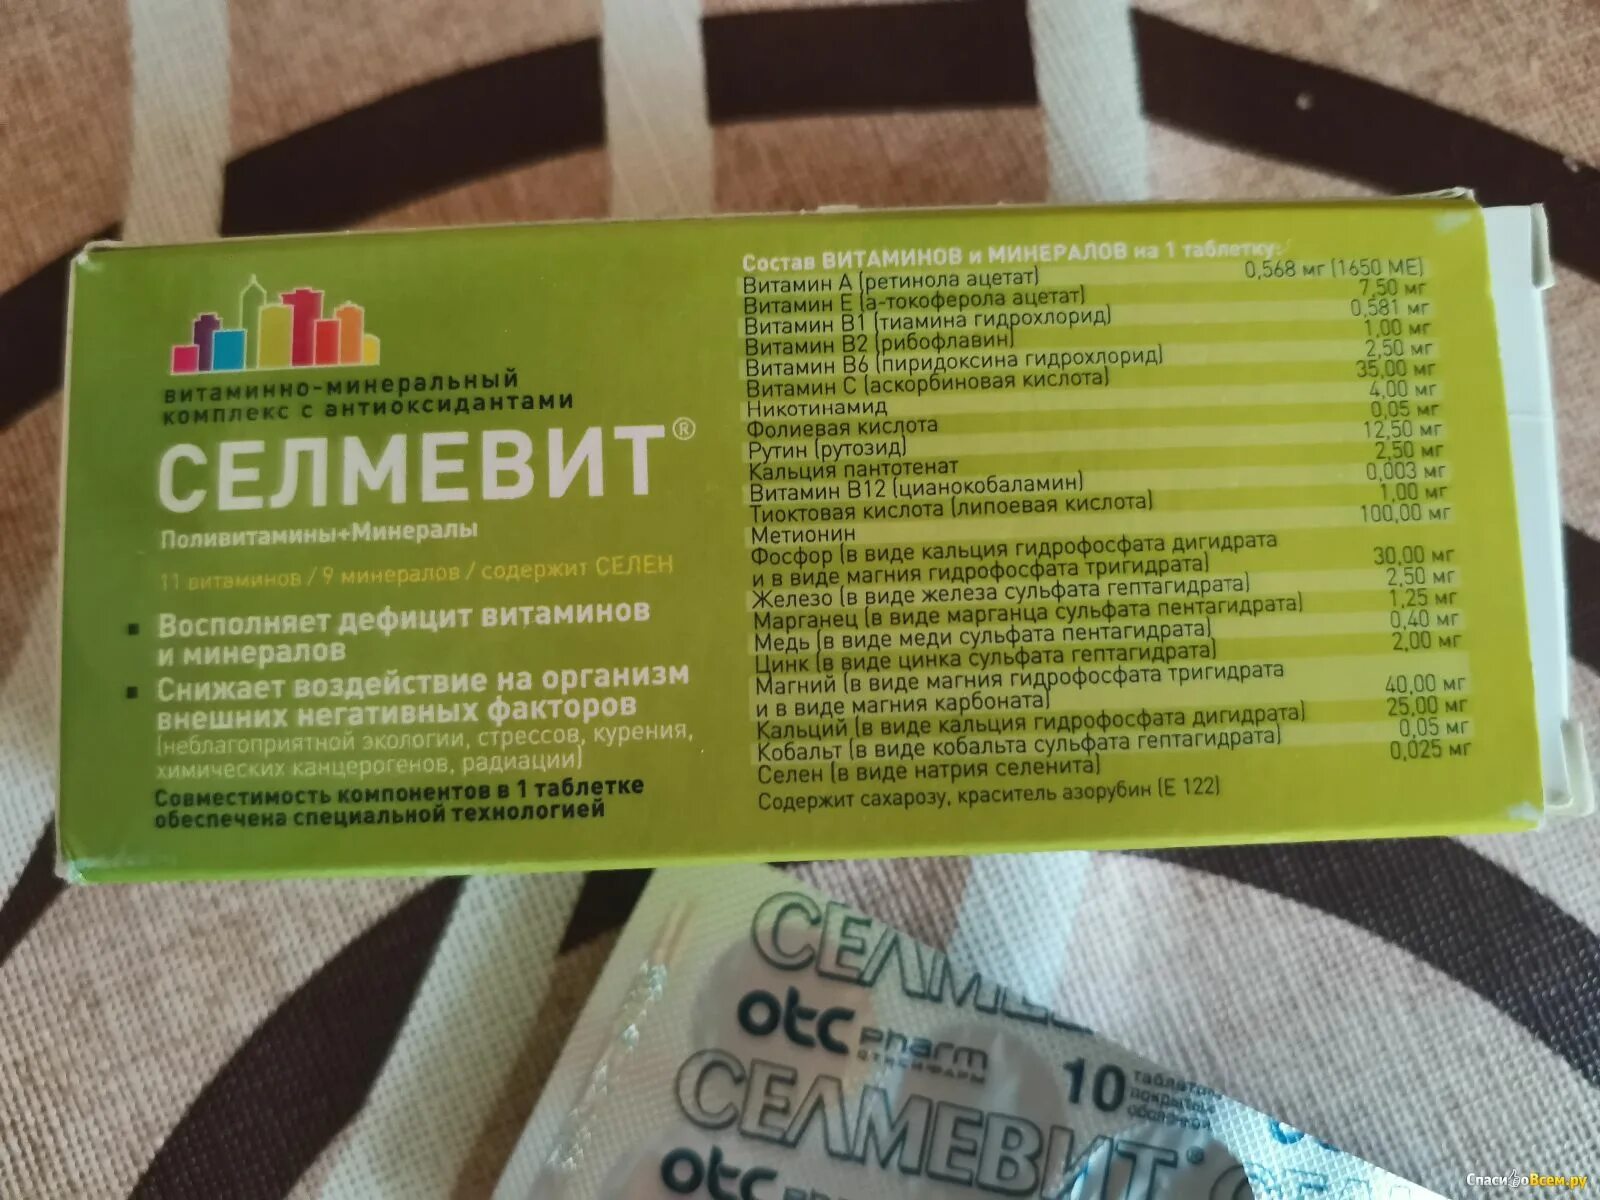 витаминно-минеральный
комплекс с антиоксидантами
СЕЛМЕВИТ®
Поливитамины+Минералы
11 витаминов / 9 минералов / содержит СЕЛЕН
▪ Восполняет дефицит витаминов
и минералов
▪ Снижает воздействие на организм
внешних негативных факторов
(неблагоприятной экологии, стрессов, курения,
химических канцерогенов, радиации)
Совместимость компонентов в 1 таблетке
обеспечена специальной технологией
Состав ВИТАМИНОВ и МИНЕРАЛОВ на 1 таблетку:
Витамин А (ретинола ацетат) 0,568 мг (1650 МЕ)
Витамин Е (а-токоферола ацетат) 7,50 мг
Витамин В1 (тиамина гидрохлорид) 0,581 мг
Витамин В2 (рибофлавин) 1,00 мг
Витамин В6 (пиридоксина гидрохлорид) 2,50 мг
Витамин С (аскорбиновая кислота) 35,00 мг
Никотинамид 4,00 мг
Фолиевая кислота 0,05 мг
Рутин (рутозид) 12,50 мг
Кальция пантотенат 2,50 мг
Витамин В12 (цианокобаламин) 0,003 мг
Тиоктовая кислота (липоевая кислота) 1,00 мг
Метионин 100,00 мг
Фосфор (в виде кальция гидрофосфата дигидрата
и в виде магния гидрофосфата тригидрата) 30,00 мг
Железо (в виде железа сульфата гептагидрата) 2,50 мг
Марганец (в виде марганца сульфата пентагидрата) 1,25 мг
Медь (в виде меди сульфата пентагидрата) 0,40 мг
Цинк (в виде цинка сульфата гептагидрата) 2,00 мг
Магний (в виде магния гидрофосфата тригидрата
и в виде магния карбоната) 40,00 мг
Кальций (в виде кальция гидрофосфата дигидрата) 25,00 мг
Кобальт (в виде кобальта сульфата гептагидрата) 0,05 мг
Селен (в виде натрия селенита) 0,025 мг
Содержит сахарозу, краситель азорубин (Е 122)
СЕЛМЕ
otc pharm
отисифарм
10 таблеток
покрытых
оболочкой
СЕЛМЕВИТ®
otc
СпасибоВсем.ру